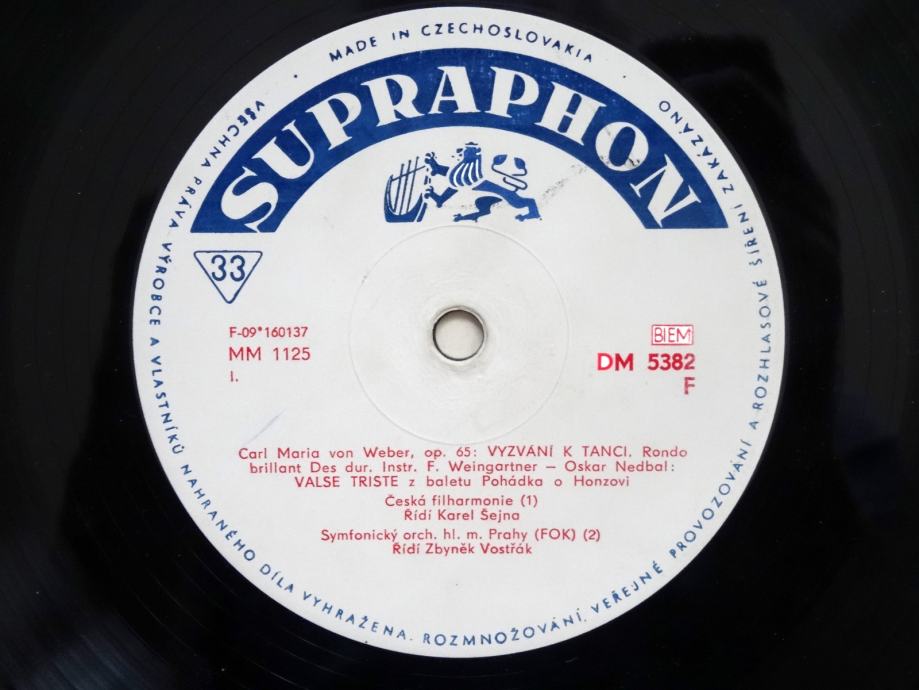 MADE IN CZECHOSLOVAKIA
SUPRAPHON
33
F-09*160137
MM 1125
I.
BIEM
DM 5382
F
Carl Maria von Weber, op. 65: VYZVÁNÍ K TANCI, Rondo
brillant Des dur. Instr. F. Weingartner – Oskar Nedbal:
VALSE TRISTE z baletu Pohádka o Honzovi
Česká filharmonie (1)
Řídí Karel Šejna
Symfonický orch. hl. m. Prahy (FOK) (2)
Řídí Zbyněk Vostřák
VŠECHNA PRÁVA VÝROBCE A VLASTNÍKŮ NAHRANÉHO DÍLA VYHRAŽENA. ROZMNOŽOVÁNÍ, VEŘEJNÉ PROVOZOVÁNÍ A ROZHLASOVÉ ŠÍŘENÍ ZAKÁZÁNO